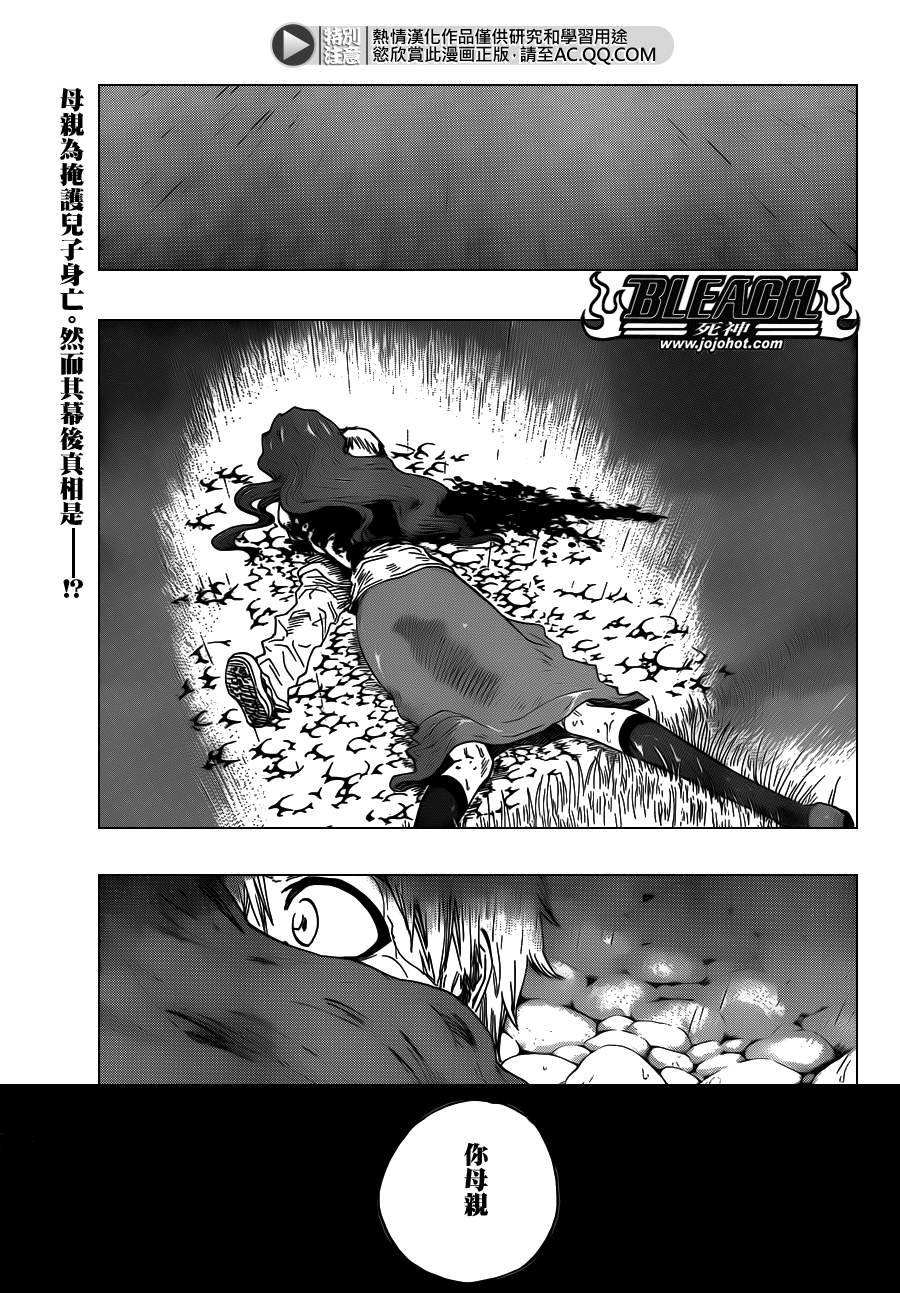 特別注意
熱情漢化作品僅供研究和學習用途
慾欣賞此漫画正版，請至AC.QQ.COM
母親為掩護兒子身亡。然而其幕後真相是——!?
BLEACH
死神
www.jojohot.com
你母親